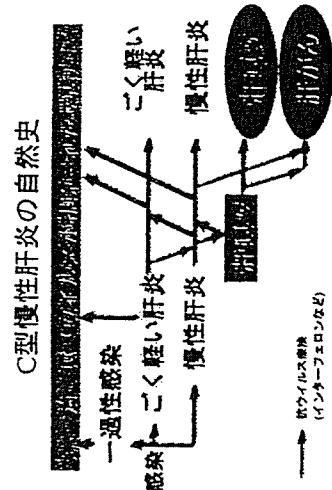 C型慢性肝炎の自然史
一過性感染
感染
ごく軽い肝炎
慢性肝炎
ごく軽い
肝炎
慢性肝炎
肝がん
抗ウイルス療法
(インターフェロンなど)